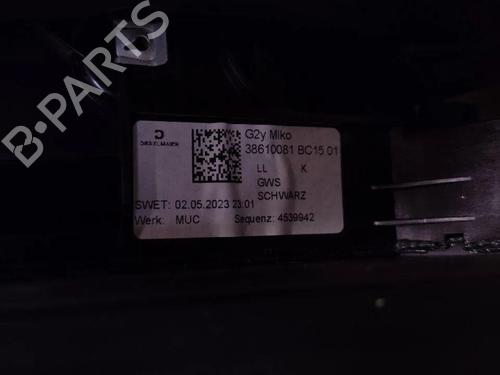 DRÄXLMAIER
G2y Miko
38610081 BC15 01
LL K
GWS
SCHWARZ
SWET: 02.05.2023 23:01
Werk: MUC Sequenz: 4539942
B-Parts